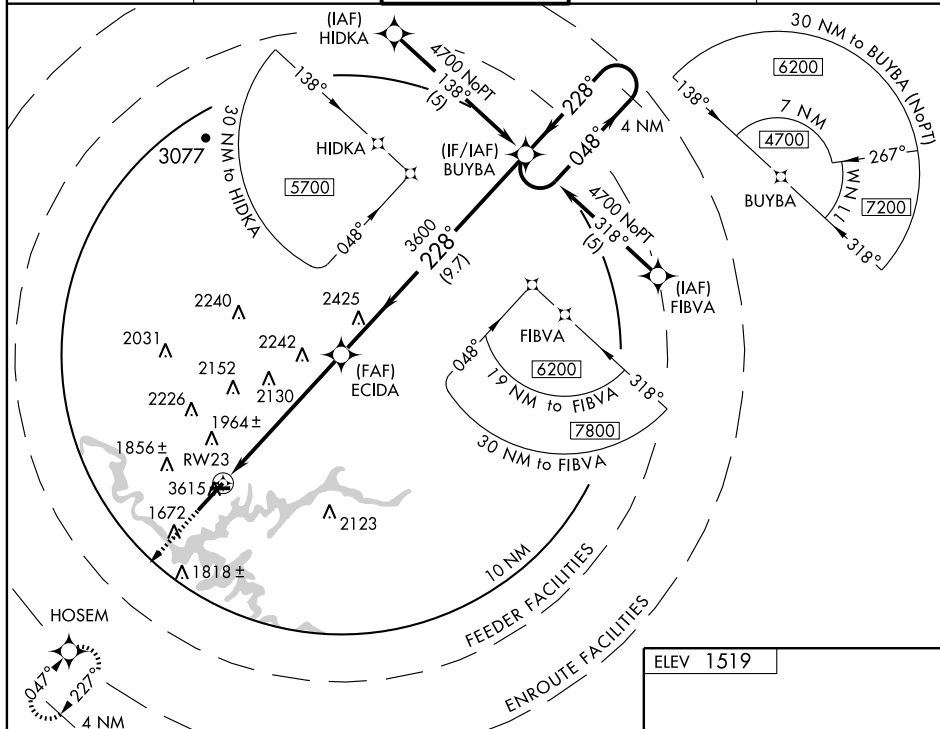 (IAF)
HIDKA
4700 NoPT
138°
(5)
228°
048°
4 NM
(IF/IAF)
BUYBA
4700 NoPT
318°
(5)
(IAF)
FIBVA
3600
228°
(9.7)
(FAF)
ECIDA
RW23
138°
HIDKA
5700
048°
30 NM to HIDKA
30 NM to BUYBA (NoPT)
6200
138°
7 NM
4700
267°
BUYBA
11 NM
7200
318°
FIBVA
048°
6200
318°
19 NM to FIBVA
7800
30 NM to FIBVA
3077
2240
2425
2031
2242
2152
2130
2226
1964 ±
1856 ±
3615
1672
2123
1818 ±
10 NM
FEEDER FACILITIES
ENROUTE FACILITIES
HOSEM
047°
227°
4 NM
ELEV 1519